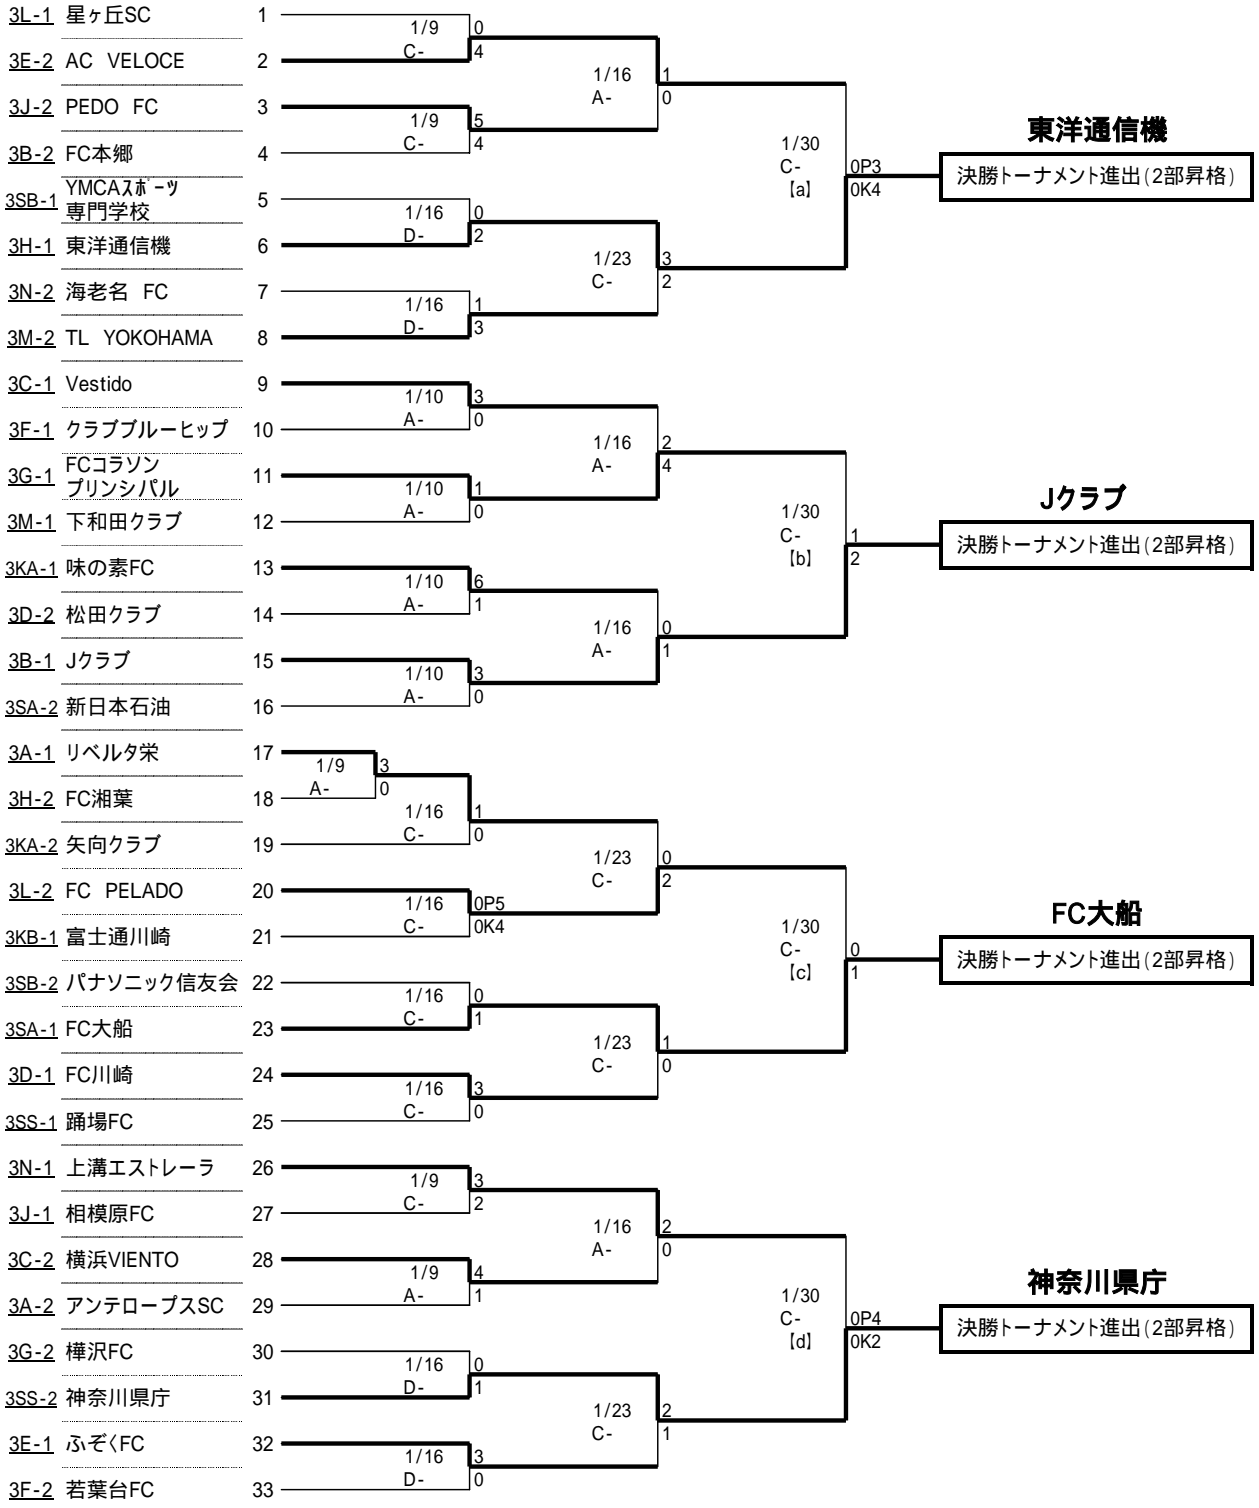 3L-1 星ヶ丘SC 1
1/9 0
C- 4
3E-2 AC VELOCE 2
1/16 1
A- 0
3J-2 PEDO FC 3
1/9 5
C- 4
3B-2 FC本郷 4
東洋通信機
1/30
C-
【a】
0P3
0K4
決勝トーナメント進出(2部昇格)
3SB-1 YMCAスポーツ
専門学校 5
1/16 0
D- 2
3H-1 東洋通信機 6
1/23 3
C- 2
3N-2 海老名 FC 7
1/16 1
D- 3
3M-2 TL YOKOHAMA 8
3C-1 Vestido 9
1/10 3
A- 0
3F-1 クラブブルーヒップ 10
1/16 2
A- 4
3G-1 FCコラソン
プリンシパル 11
1/10 1
A- 0
3M-1 下和田クラブ 12
Jクラブ
1/30
C-
【b】
1
2
決勝トーナメント進出(2部昇格)
3KA-1 味の素FC 13
1/10 6
A- 1
3D-2 松田クラブ 14
1/16 0
A- 1
3B-1 Jクラブ 15
1/10 3
A- 0
3SA-2 新日本石油 16
3A-1 リベルタ栄 17
1/9 3
A- 0
3H-2 FC湘葉 18
1/16 1
C- 0
3KA-2 矢向クラブ 19
1/23 0
C- 2
3L-2 FC PELADO 20
1/16 0P5
C- 0K4
3KB-1 富士通川崎 21
FC大船
1/30
C-
【c】
0
1
決勝トーナメント進出(2部昇格)
3SB-2 パナソニック信友会 22
1/16 0
C- 1
3SA-1 FC大船 23
1/23 1
C- 0
3D-1 FC川崎 24
1/16 3
C- 0
3SS-1 踊場FC 25
3N-1 上溝エストレーラ 26
1/9 3
C- 2
3J-1 相模原FC 27
1/16 2
A- 0
3C-2 横浜VIENTO 28
1/9 4
A- 1
3A-2 アンテロープスSC 29
神奈川県庁
1/30
C-
【d】
0P4
0K2
決勝トーナメント進出(2部昇格)
3G-2 樺沢FC 30
1/16 0
D- 1
3SS-2 神奈川県庁 31
1/23 2
C- 1
3E-1 ふぞくFC 32
1/16 3
D- 0
3F-2 若葉台FC 33